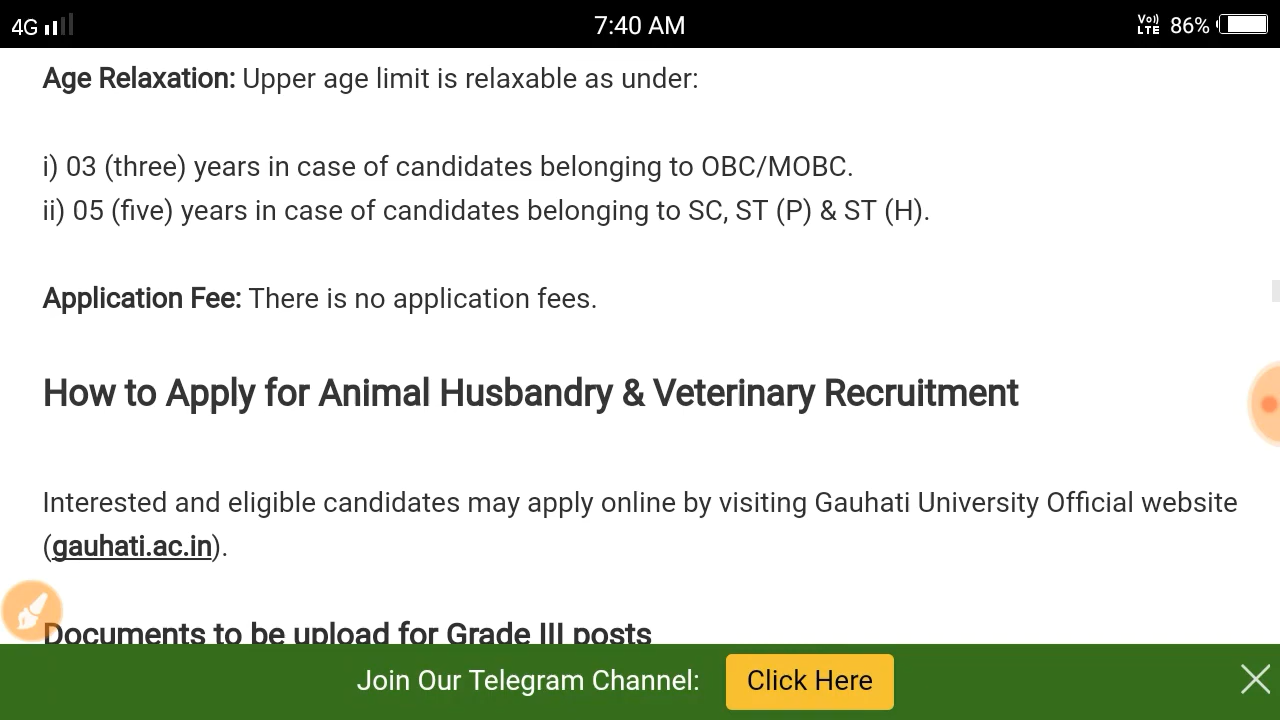 4G 7:40 AM Vo)) LTE 86%
Age Relaxation: Upper age limit is relaxable as under:
i) 03 (three) years in case of candidates belonging to OBC/MOBC.
ii) 05 (five) years in case of candidates belonging to SC, ST (P) & ST (H).
Application Fee: There is no application fees.
How to Apply for Animal Husbandry & Veterinary Recruitment
Interested and eligible candidates may apply online by visiting Gauhati University Official website
(gauhati.ac.in).
Documents to be upload for Grade III posts
Join Our Telegram Channel: Click Here